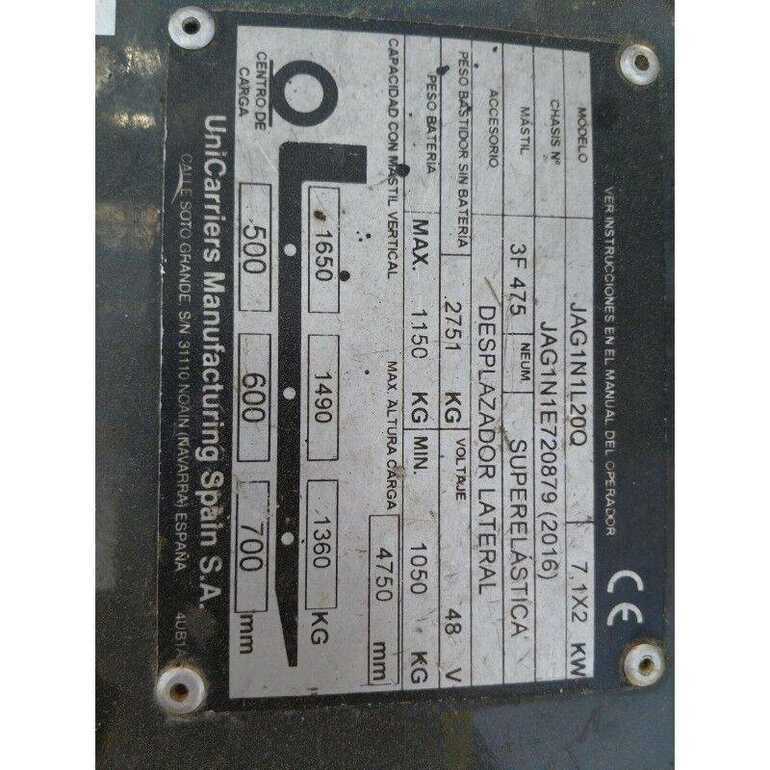 VER INSTRUCCIONES EN EL MANUAL DEL OPERADOR
CE
MODELO JAG1N1L20Q 7,1X2 KW
CHASIS Nº JAG1N1E720879 (2016)
MÁSTIL 3F 475 NEUM SUPERELÁSTICA
ACCESORIO DESPLAZADOR LATERAL
PESO BASTIDOR SIN BATERIA 2751 KG VOLTAJE 48 V
PESO BATERÍA MAX. 1150 KG MIN. 1050 KG
CAPACIDAD CON MASTIL VERTICAL MAX. ALTURA CARGA 4750 mm
1650 1490 1360 KG
CENTRO DE CARGA 500 600 700 mm
UniCarriers Manufacturing Spain S.A.
CALLE SOTO GRANDE S/N 31110 NOAIN (NAVARRA) ESPAÑA